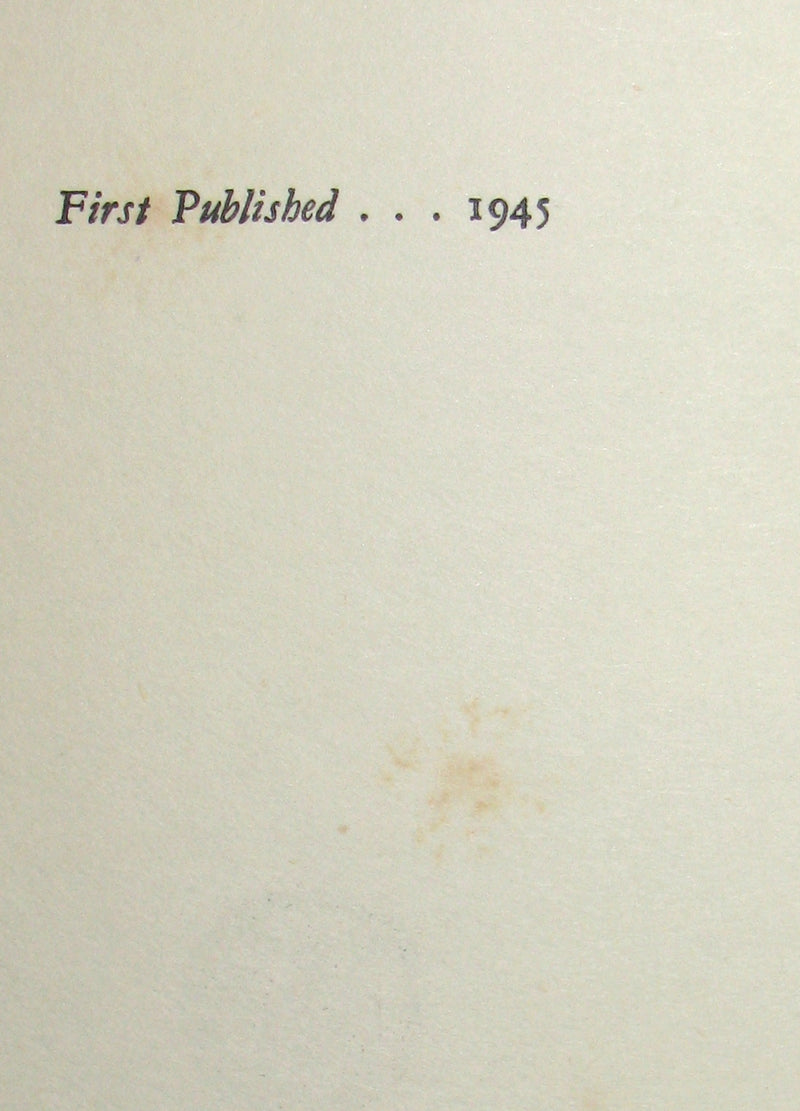 First Published . . . 1945